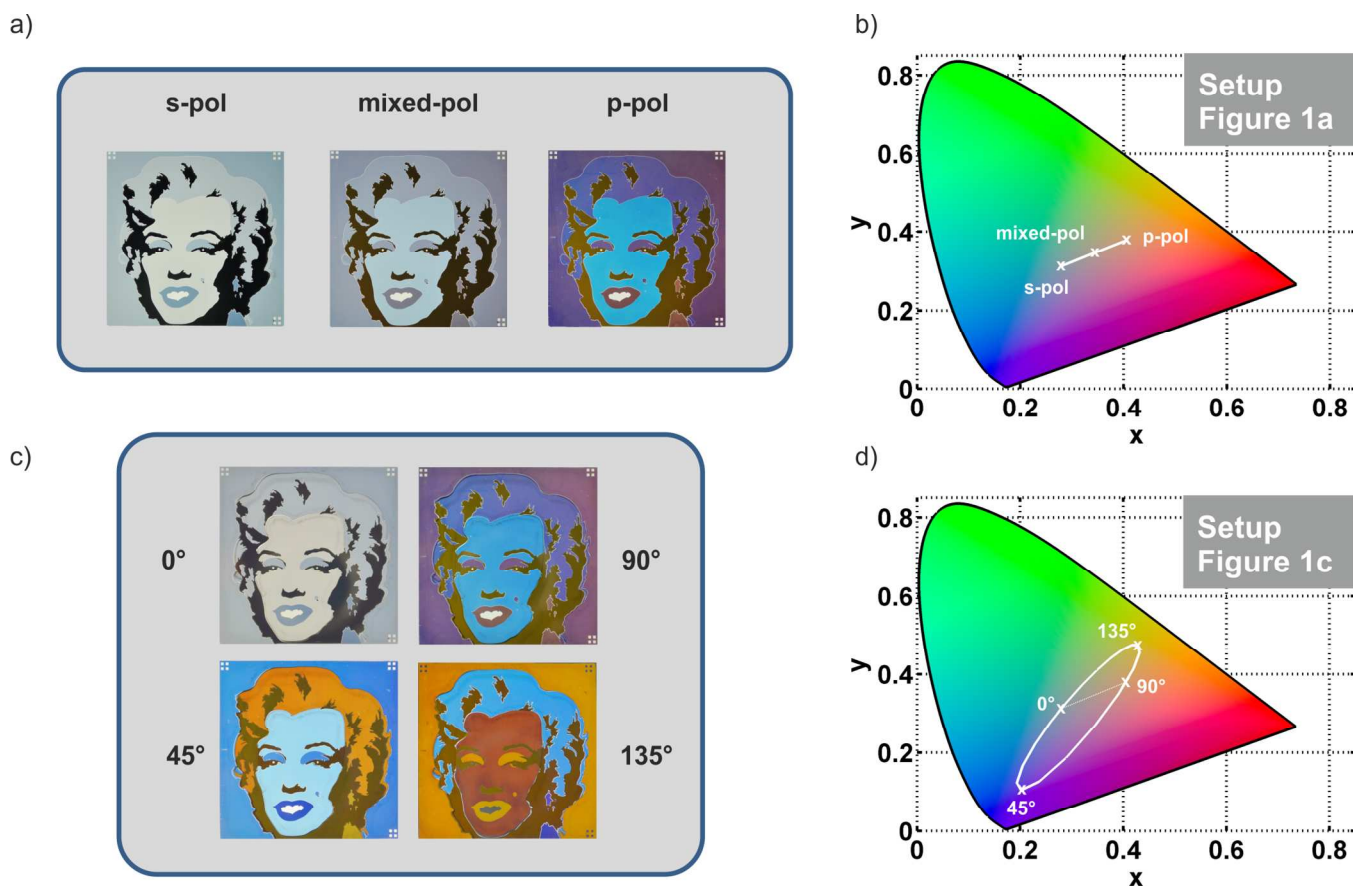 a)
s-pol mixed-pol p-pol
b)
Setup
Figure 1a
y
0.8
0.6
0.4
0.2
0
mixed-pol
p-pol
s-pol
0 0.2 0.4 0.6 0.8
x
c)
0° 90°
45° 135°
d)
Setup
Figure 1c
y
0.8
0.6
0.4
0.2
0
135°
0°
90°
45°
0 0.2 0.4 0.6 0.8
x